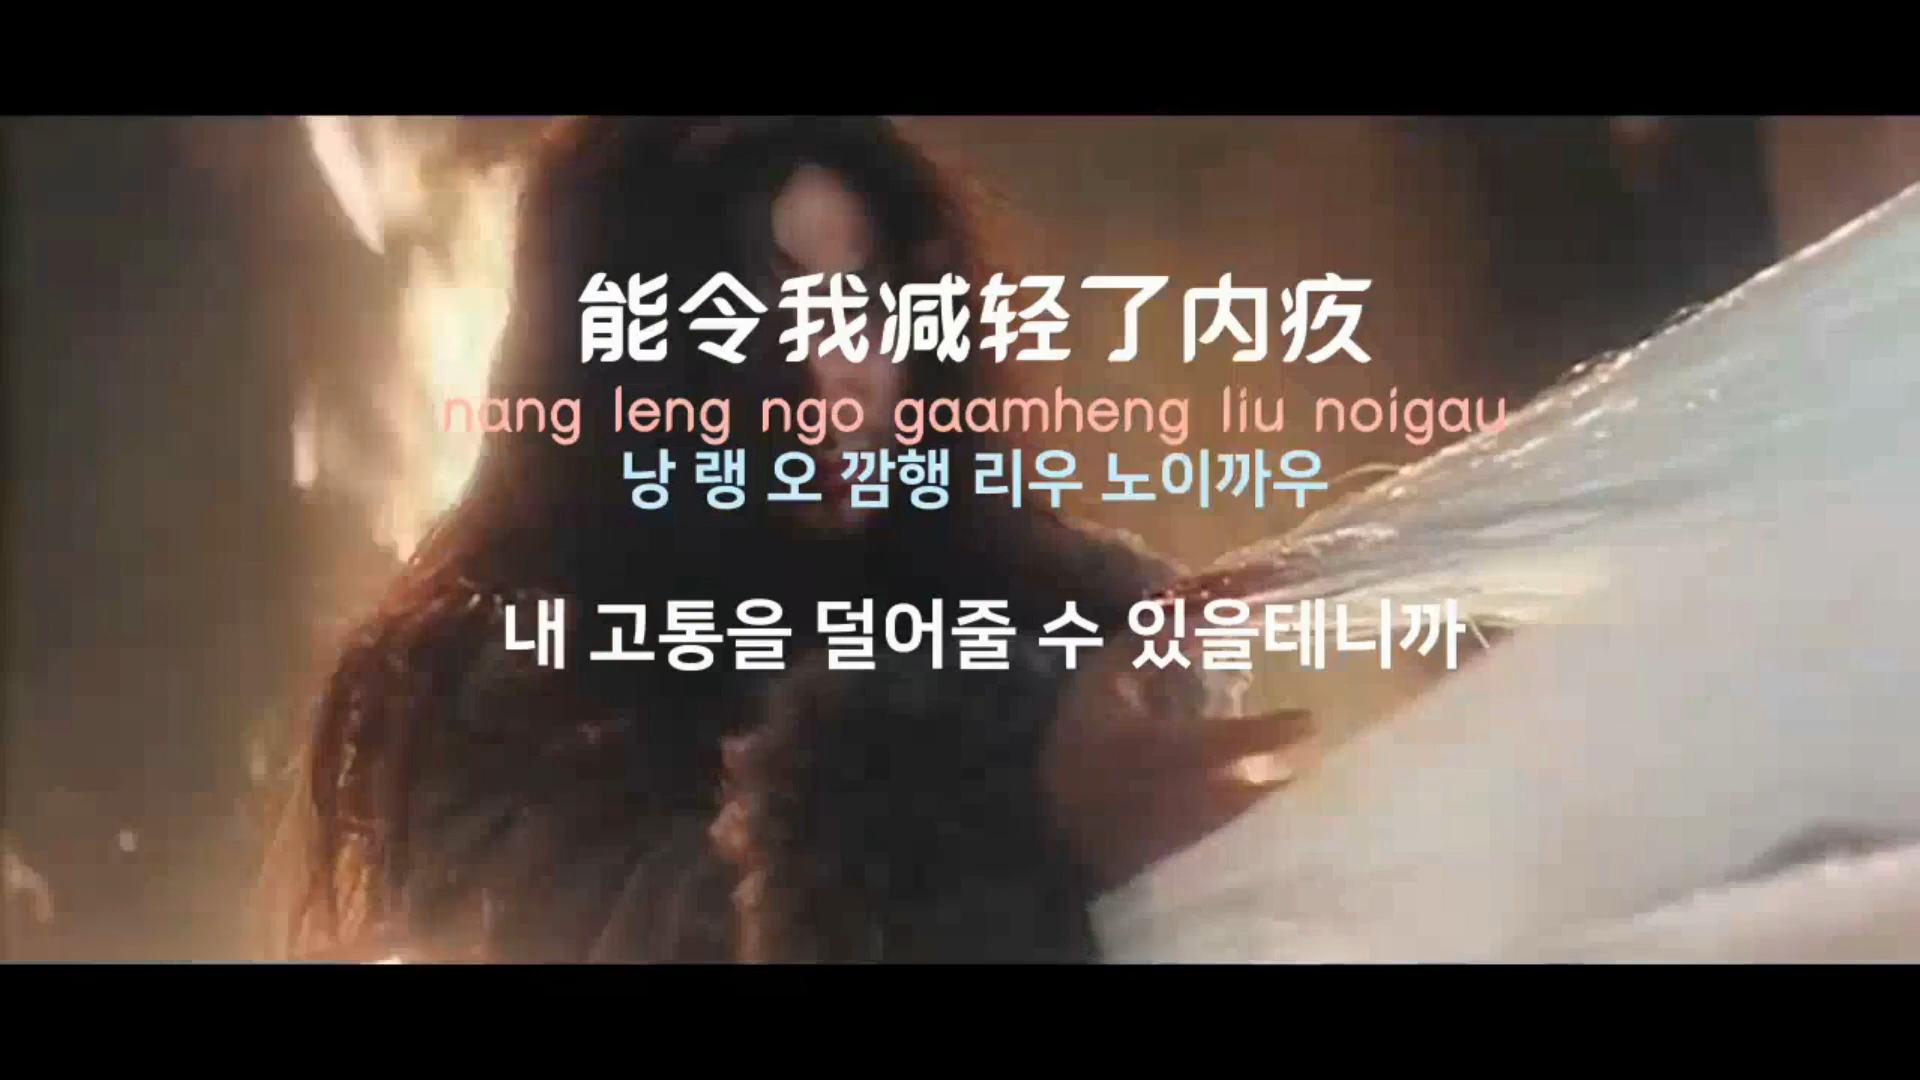 能令我减轻了内疚
nang leng ngo gaamheng liu noigau
낭 랭 오 깜행 리우 노이까우
내 고통을 덜어줄 수 있을테니까